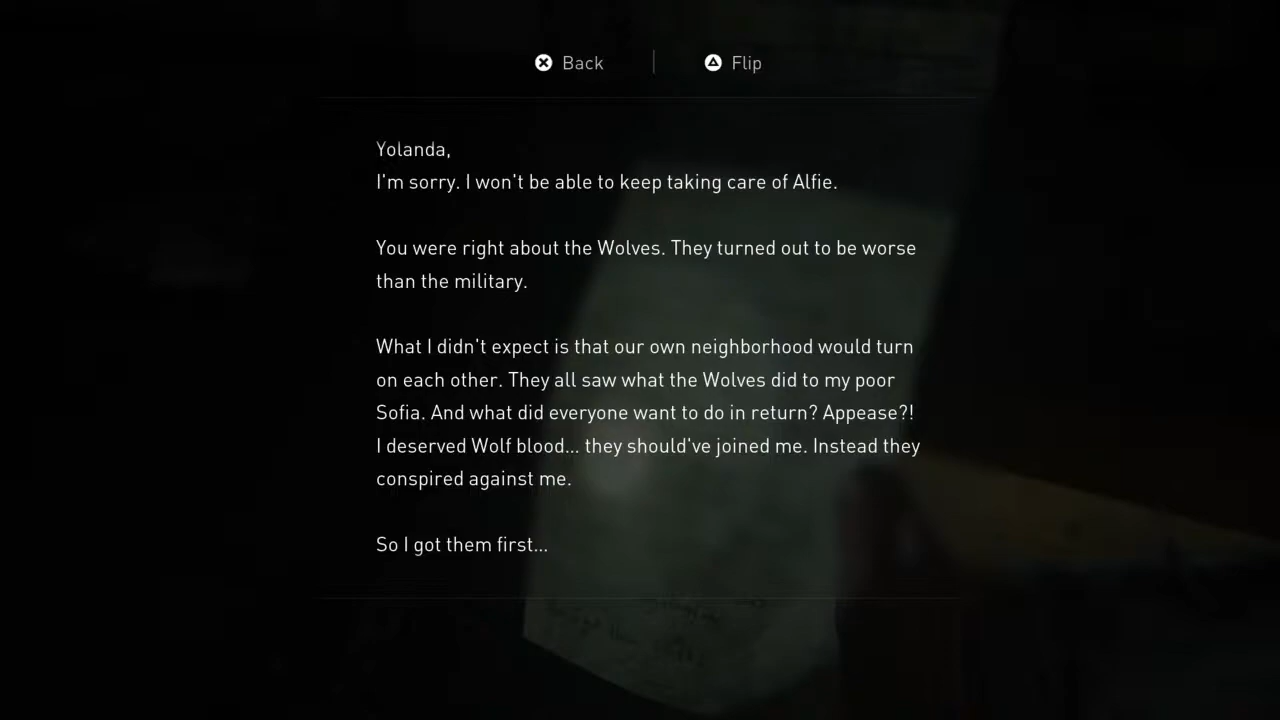 Back
Flip
Yolanda,
I'm sorry. I won't be able to keep taking care of Alfie.
You were right about the Wolves. They turned out to be worse
than the military.
What I didn't expect is that our own neighborhood would turn
on each other. They all saw what the Wolves did to my poor
Sofia. And what did everyone want to do in return? Appease?!
I deserved Wolf blood... they should've joined me. Instead they
conspired against me.
So I got them first...